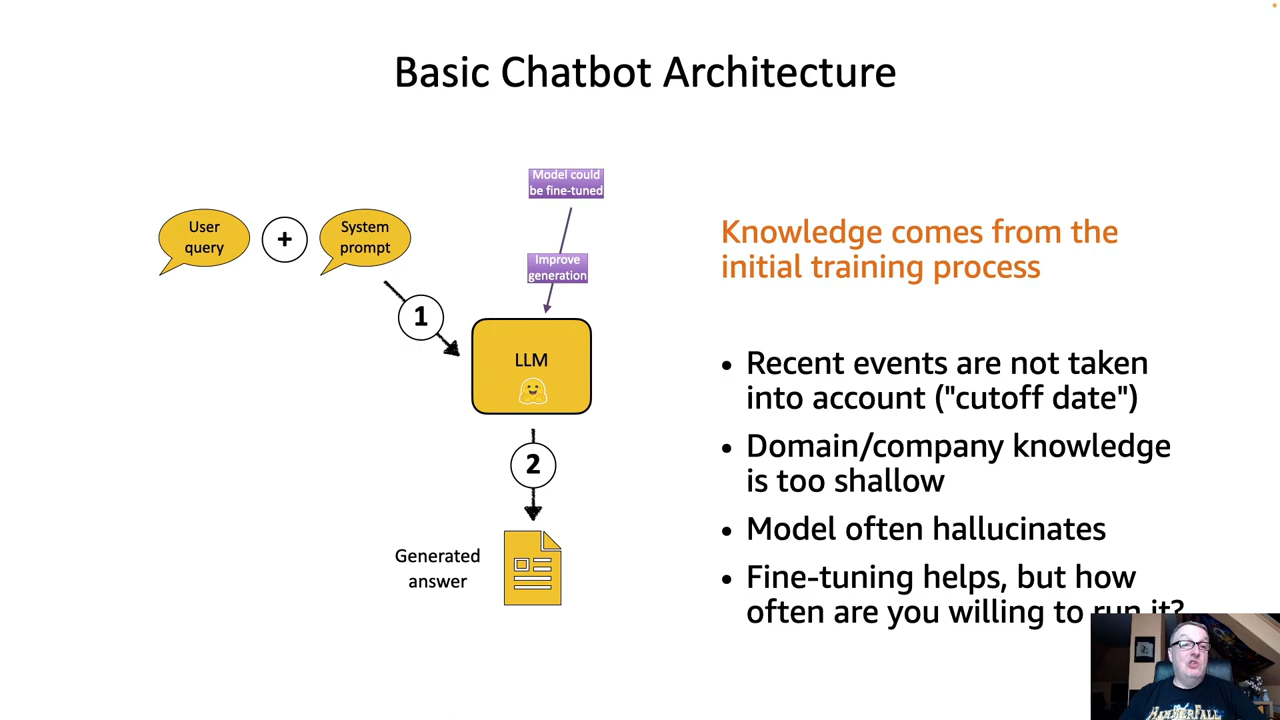 Basic Chatbot Architecture
Model could
be fine-tuned
User
query
+
System
prompt
Improve
generation
1
LLM
2
Generated
answer
Knowledge comes from the
initial training process
• Recent events are not taken
into account ("cutoff date")
• Domain/company knowledge
is too shallow
• Model often hallucinates
• Fine-tuning helps, but how
often are you willing to run it?
HAMMERFALL